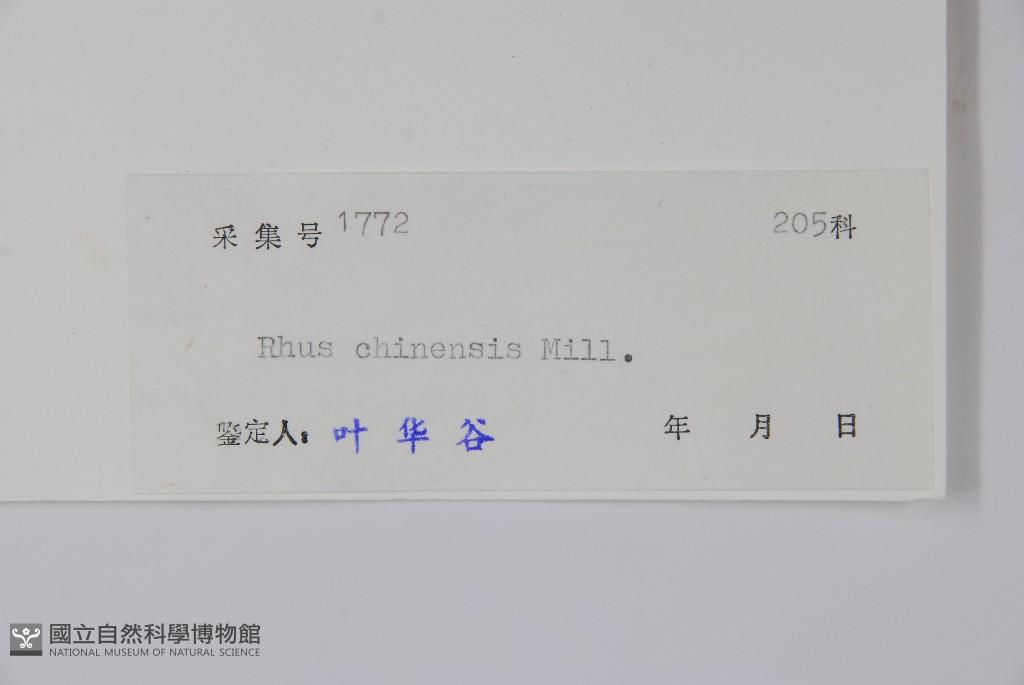 采集号 1772 205科
Rhus chinensis Mill.
鉴定人: 叶华谷 年 月 日
國立自然科學博物館
NATIONAL MUSEUM OF NATURAL SCIENCE